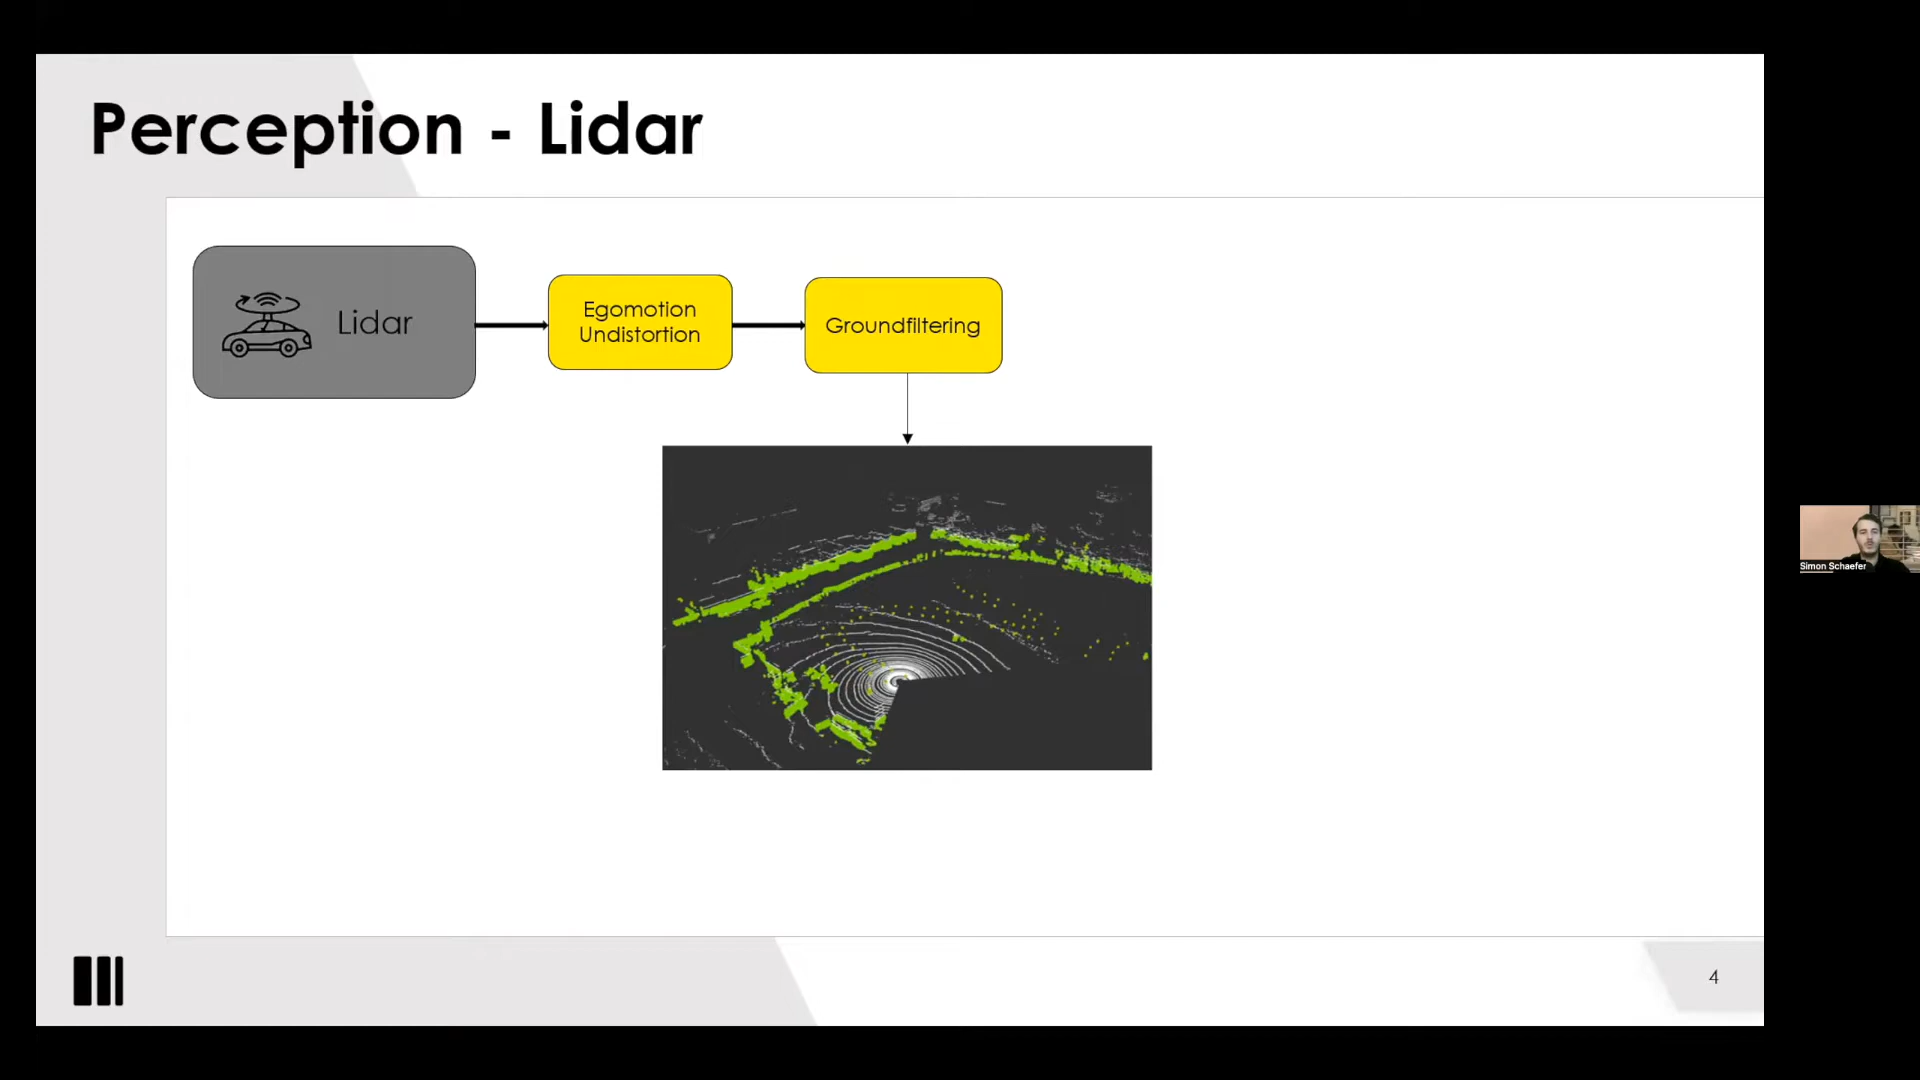 Perception - Lidar
Lidar
Egomotion
Undistortion
Groundfiltering
Simon Schaefer
4